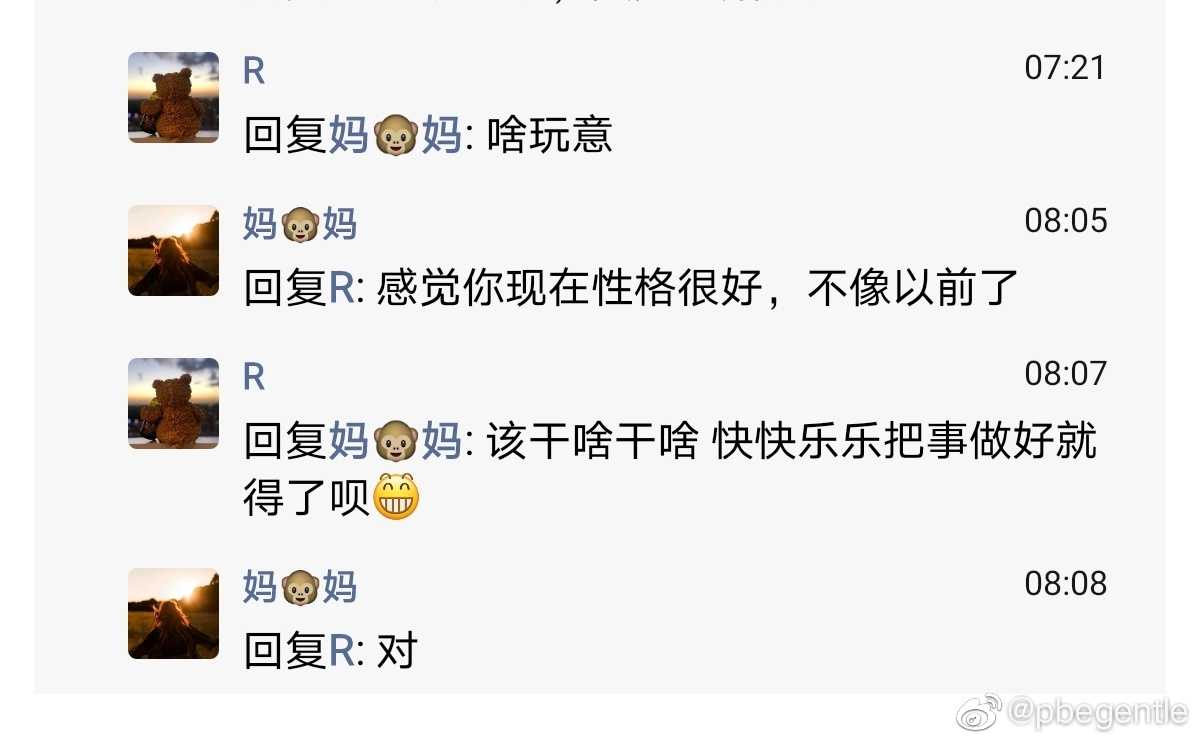 R 07:21
回复妈🐵妈: 啥玩意
妈🐵妈 08:05
回复R: 感觉你现在性格很好，不像以前了
R 08:07
回复妈🐵妈: 该干啥干啥 快快乐乐把事做好就
得了呗😁
妈🐵妈 08:08
回复R: 对
@pbegentle